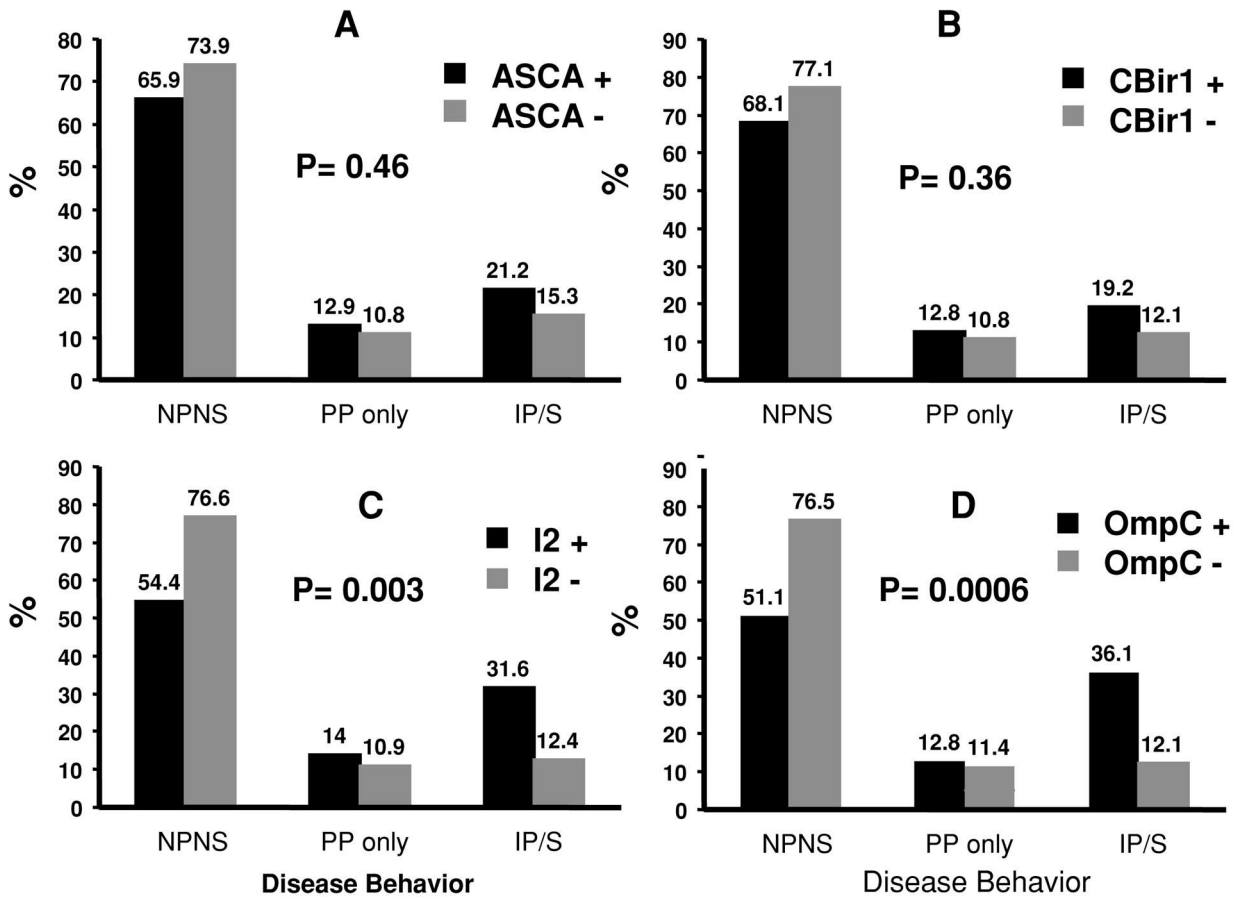 A
80
70
60
50
40
30
20
10
0
%
65.9
73.9
12.9
10.8
21.2
15.3
ASCA +
ASCA -
P= 0.46
NPNS
PP only
IP/S
B
90
80
70
60
50
40
30
20
10
0
%
68.1
77.1
12.8
10.8
19.2
12.1
CBir1 +
CBir1 -
P= 0.36
NPNS
PP only
IP/S
C
90
80
70
60
50
40
30
20
10
0
%
54.4
76.6
14
10.9
31.6
12.4
I2 +
I2 -
P= 0.003
NPNS
PP only
IP/S
Disease Behavior
D
90
80
70
60
50
40
30
20
10
0
%
51.1
76.5
12.8
11.4
36.1
12.1
OmpC +
OmpC -
P= 0.0006
NPNS
PP only
IP/S
Disease Behavior